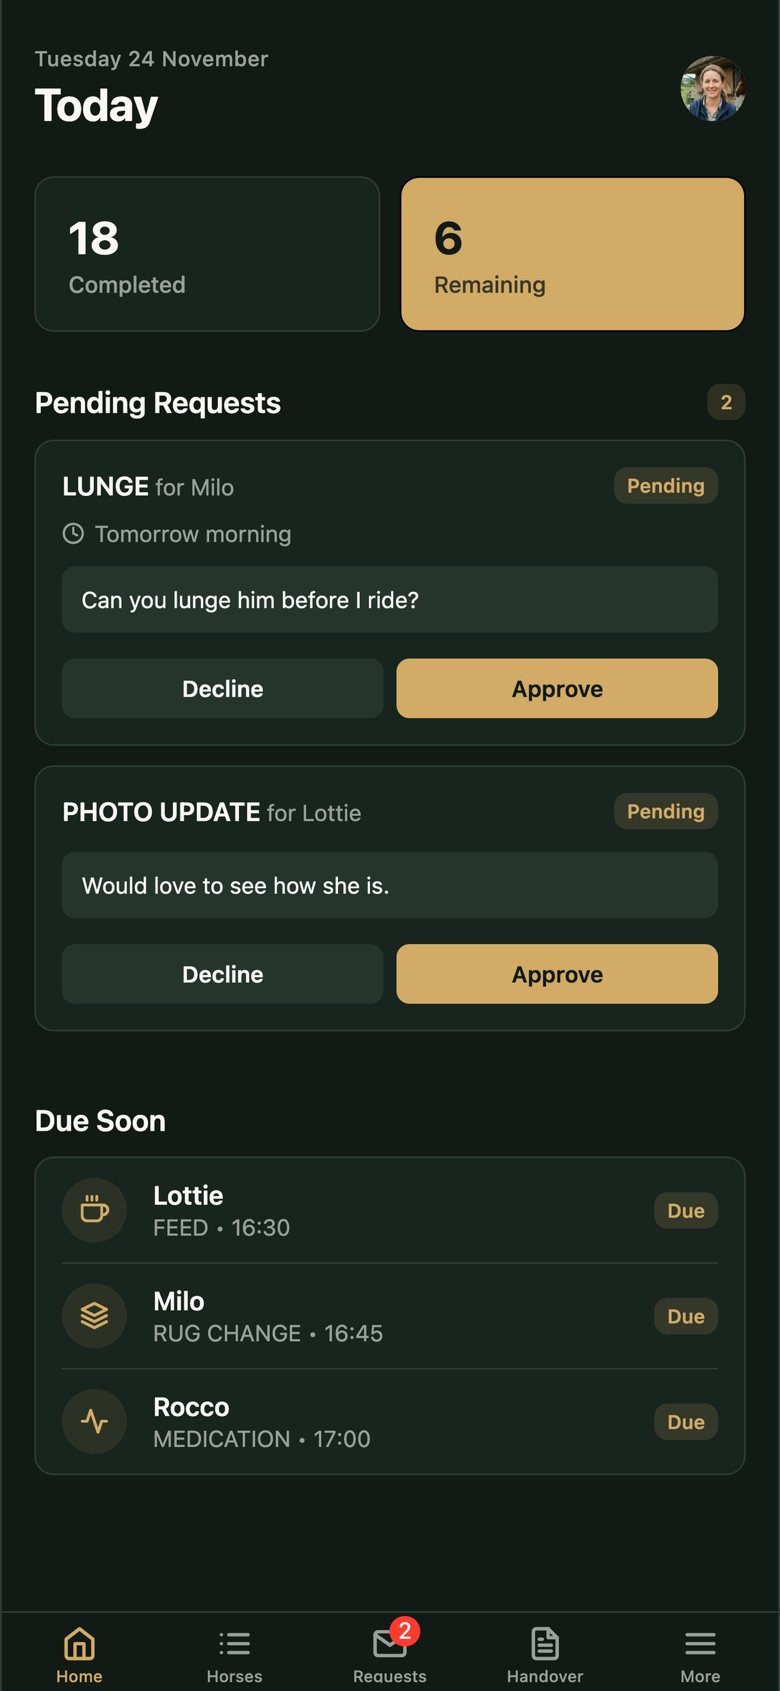 Tuesday 24 November
Today
18
Completed
6
Remaining
Pending Requests
2
LUNGE for Milo
Pending
Tomorrow morning
Can you lunge him before I ride?
Decline
Approve
PHOTO UPDATE for Lottie
Pending
Would love to see how she is.
Decline
Approve
Due Soon
Lottie
FEED • 16:30
Due
Milo
RUG CHANGE • 16:45
Due
Rocco
MEDICATION • 17:00
Due
2
Home
Horses
Requests
Handover
More